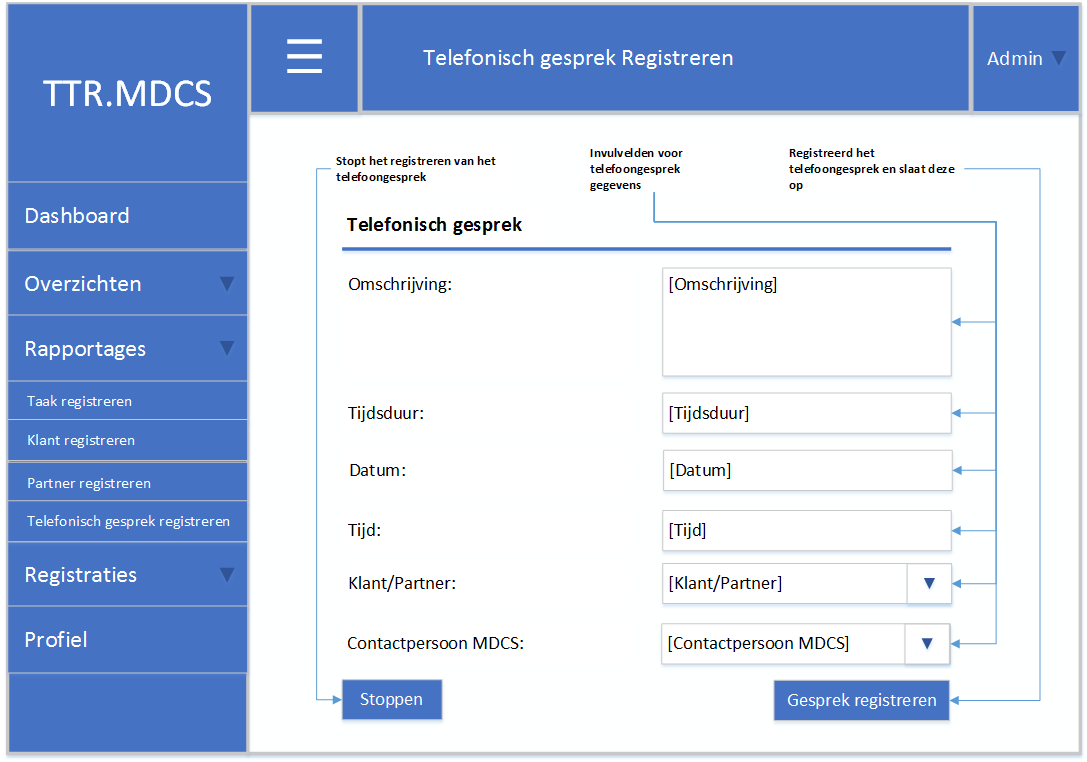 TTR.MDCS
Telefonisch gesprek Registreren
Admin
Dashboard
Overzichten
Rapportages
Taak registreren
Klant registreren
Partner registreren
Telefonisch gesprek registreren
Registraties
Profiel
Stopt het registreren van het
telefoongesprek
Invulvelden voor
telefoongesprek
gegevens
Registreerd het
telefoongesprek en slaat deze
op
Telefonisch gesprek
Omschrijving:
[Omschrijving]
Tijdsduur:
[Tijdsduur]
Datum:
[Datum]
Tijd:
[Tijd]
Klant/Partner:
[Klant/Partner]
Contactpersoon MDCS:
[Contactpersoon MDCS]
Stoppen
Gesprek registreren